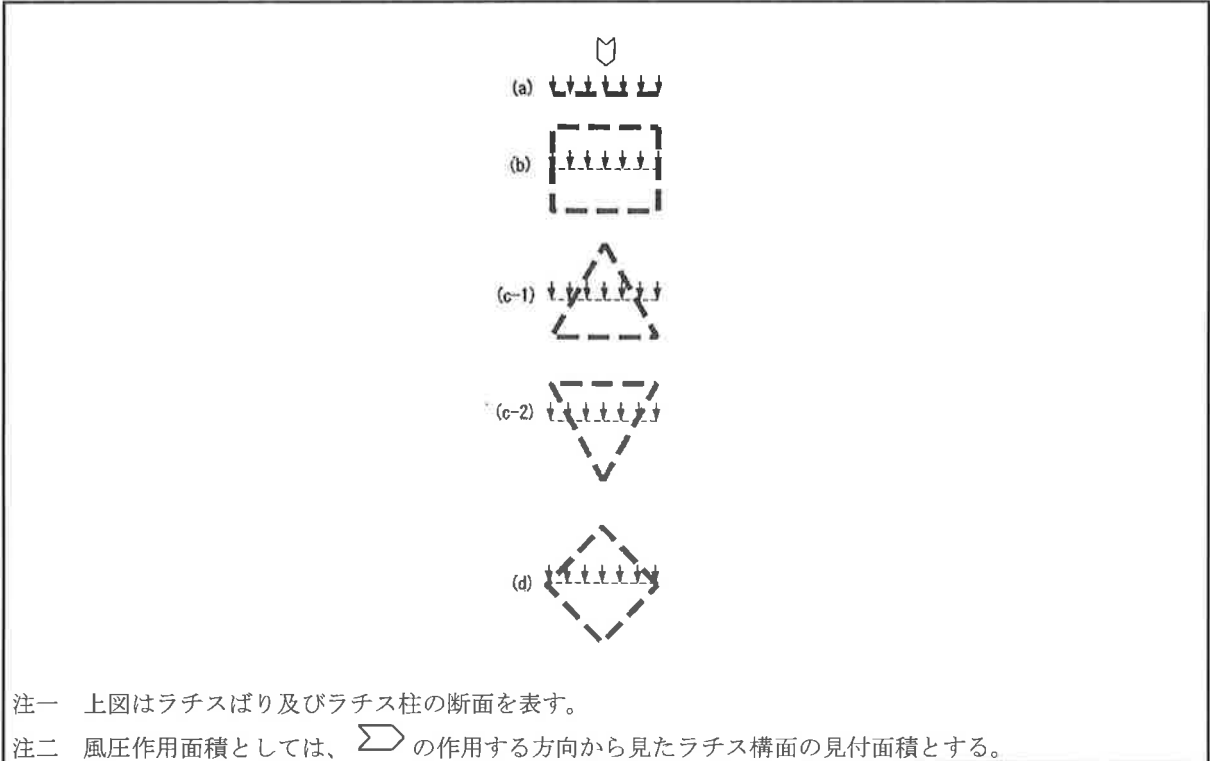 (a)
(b)
(c-1)
(c-2)
(d)
注一　上図はラチスばり及びラチス柱の断面を表す。
注二　風圧作用面積としては、 の作用する方向から見たラチス構面の見付面積とする。